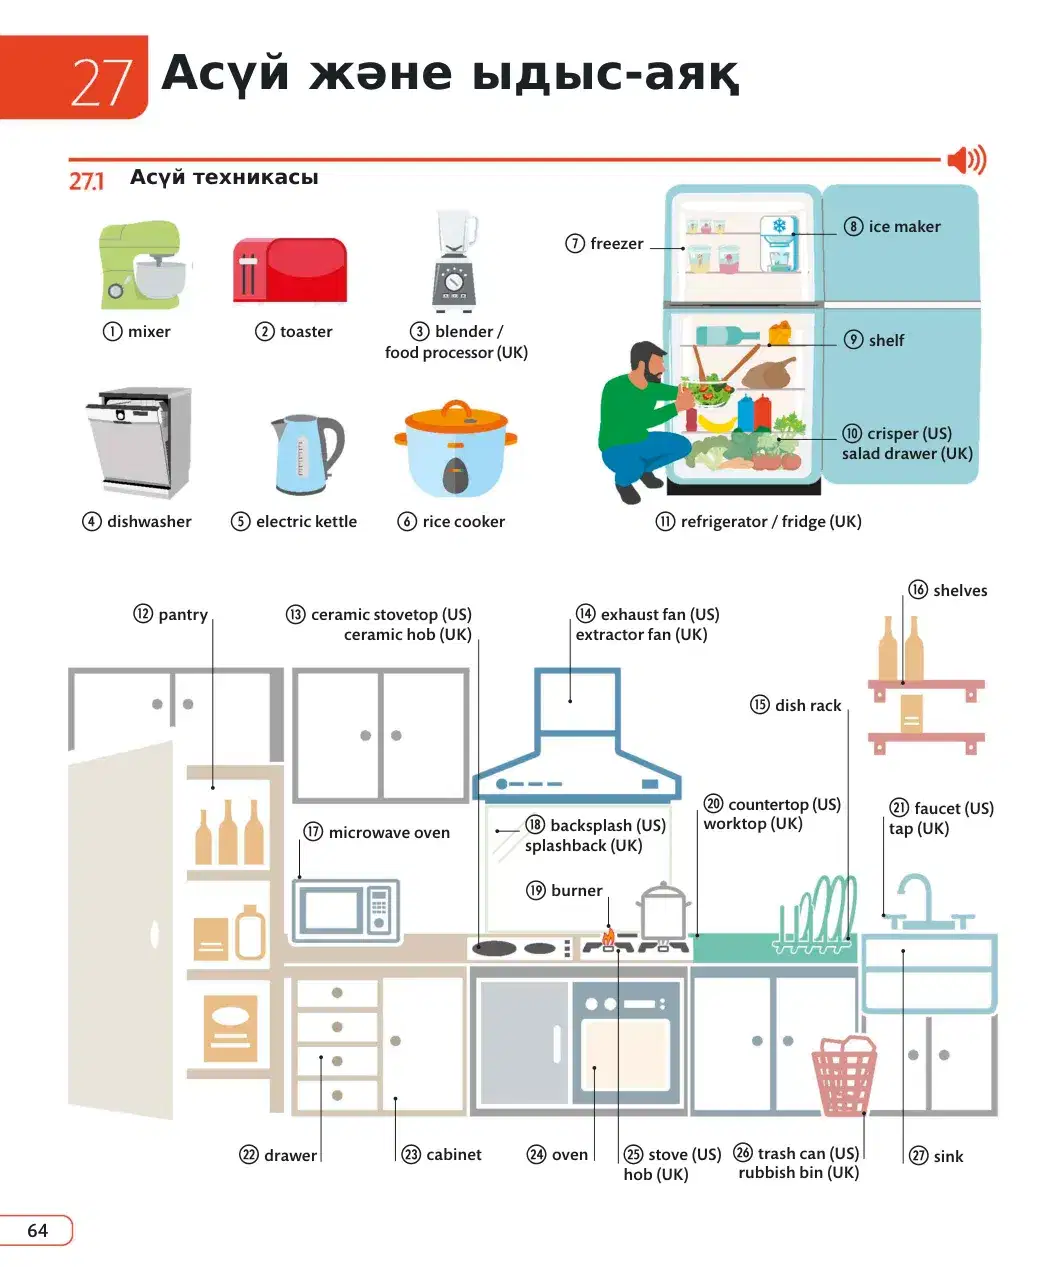 27 Асүй және ыдыс-аяқ
27.1 Асүй техникасы
① mixer
② toaster
③ blender /
food processor (UK)
④ dishwasher
⑤ electric kettle
⑥ rice cooker
⑦ freezer
⑧ ice maker
⑨ shelf
⑩ crisper (US)
salad drawer (UK)
⑪ refrigerator / fridge (UK)
⑫ pantry
⑬ ceramic stovetop (US)
ceramic hob (UK)
⑭ exhaust fan (US)
extractor fan (UK)
⑮ dish rack
⑯ shelves
⑰ microwave oven
⑱ backsplash (US)
splashback (UK)
⑲ burner
⑳ countertop (US)
worktop (UK)
㉑ faucet (US)
tap (UK)
㉒ drawer
㉓ cabinet
㉔ oven
㉕ stove (US)
hob (UK)
㉖ trash can (US)
rubbish bin (UK)
㉗ sink
64